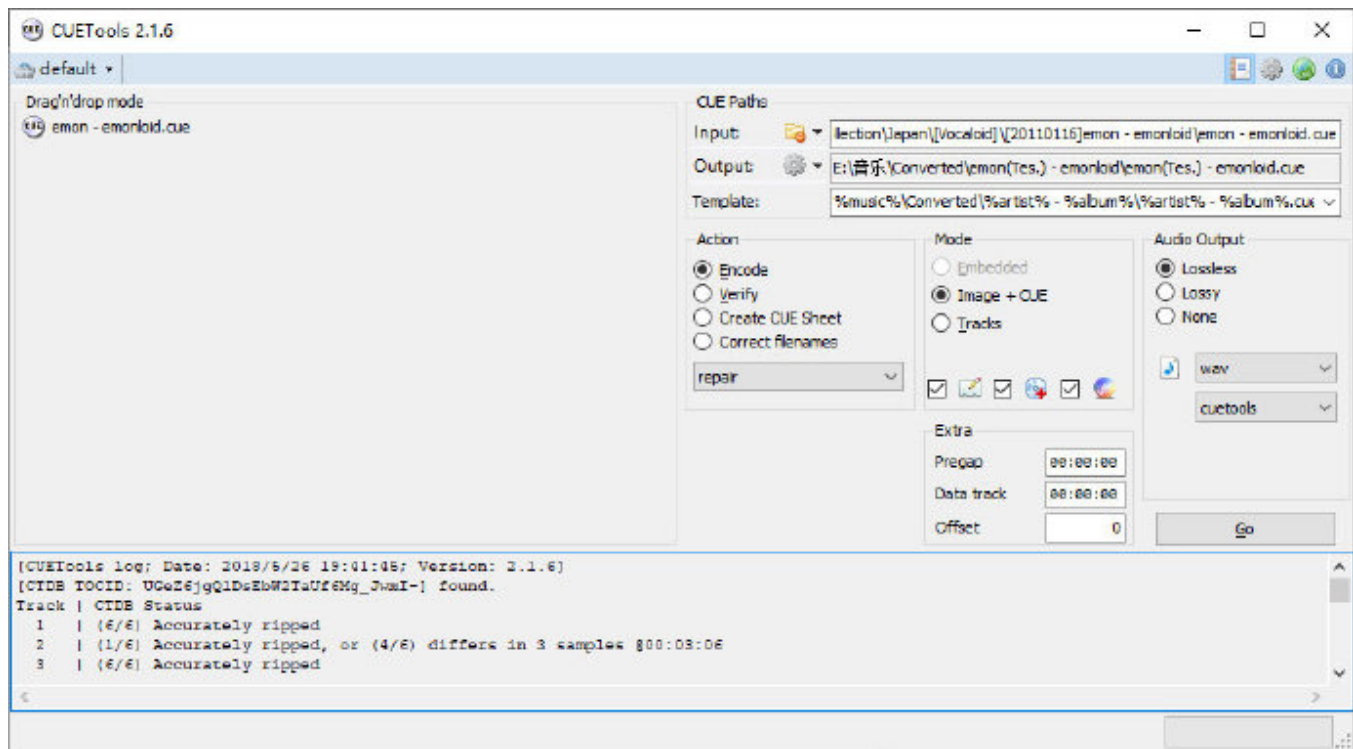 CUETools 2.1.6
default
Drag'n'drop mode
emon - emonloid.cue
CUE Paths
Input: llection\Japan\[Vocaloid]\[20110116]emon - emonloid\emon - emonloid.cue
Output: E:\音乐\Converted\emon(Tes.) - emonloid\emon(Tes.) - emonloid.cue
Template: %music%\Converted\%artist% - %album%\%artist% - %album%.cue
Action
Encode
Verify
Create CUE Sheet
Correct filenames
repair
Mode
Embedded
Image + CUE
Tracks
Audio Output
Lossless
Lossy
None
wav
cuetools
Extra
Pregap 00:00:00
Data track 00:00:00
Offset 0
Go
[CUETools log; Date: 2018/5/26 19:41:45; Version: 2.1.6]
[CTDB TOCID: found.
Track | CTDB Status
1 | (6/6) Accurately ripped
2 | (1/6) Accurately ripped, or (4/6) differs in 3 samples @00:03:06
3 | (6/6) Accurately ripped